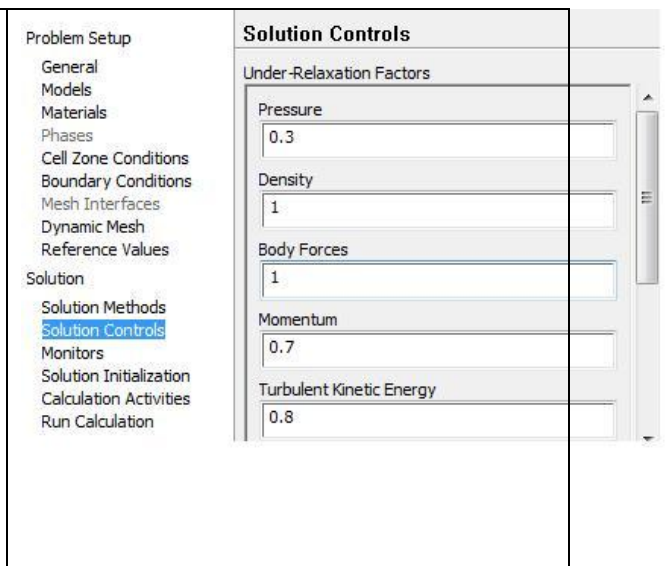 Problem Setup
General
Models
Materials
Phases
Cell Zone Conditions
Boundary Conditions
Mesh Interfaces
Dynamic Mesh
Reference Values
Solution
Solution Methods
Solution Controls
Monitors
Solution Initialization
Calculation Activities
Run Calculation
Solution Controls
Under-Relaxation Factors
Pressure
0.3
Density
1
Body Forces
1
Momentum
0.7
Turbulent Kinetic Energy
0.8